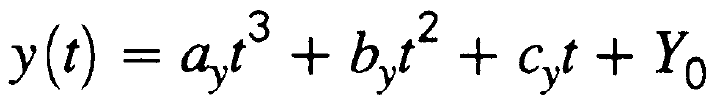 y(t) = a_y t^3 + b_y t^2 + c_y t + Y_0